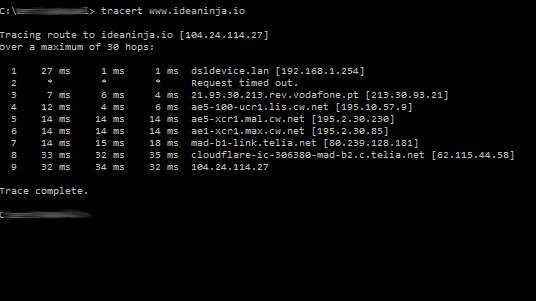 C:\> tracert www.ideaninja.io
Tracing route to ideaninja.io [104.24.114.27]
over a maximum of 30 hops:
1 27 ms 1 ms 1 ms dsldevice.lan [192.168.1.254]
2 * * * Request timed out.
3 7 ms 6 ms 4 ms 21.93.30.213.rev.vodafone.pt [213.30.93.21]
4 12 ms 4 ms 6 ms ae5-100-ucr1.lis.cw.net [195.10.57.9]
5 14 ms 14 ms 14 ms ae5-xcr1.mal.cw.net [195.2.30.230]
6 14 ms 14 ms 14 ms ae1-xcr1.max.cw.net [195.2.30.85]
7 14 ms 15 ms 18 ms mad-b1-link.telia.net [80.239.128.181]
8 33 ms 32 ms 35 ms cloudflare-ic-306380-mad-b2.c.telia.net [62.115.44.58]
9 32 ms 34 ms 32 ms 104.24.114.27
Trace complete.